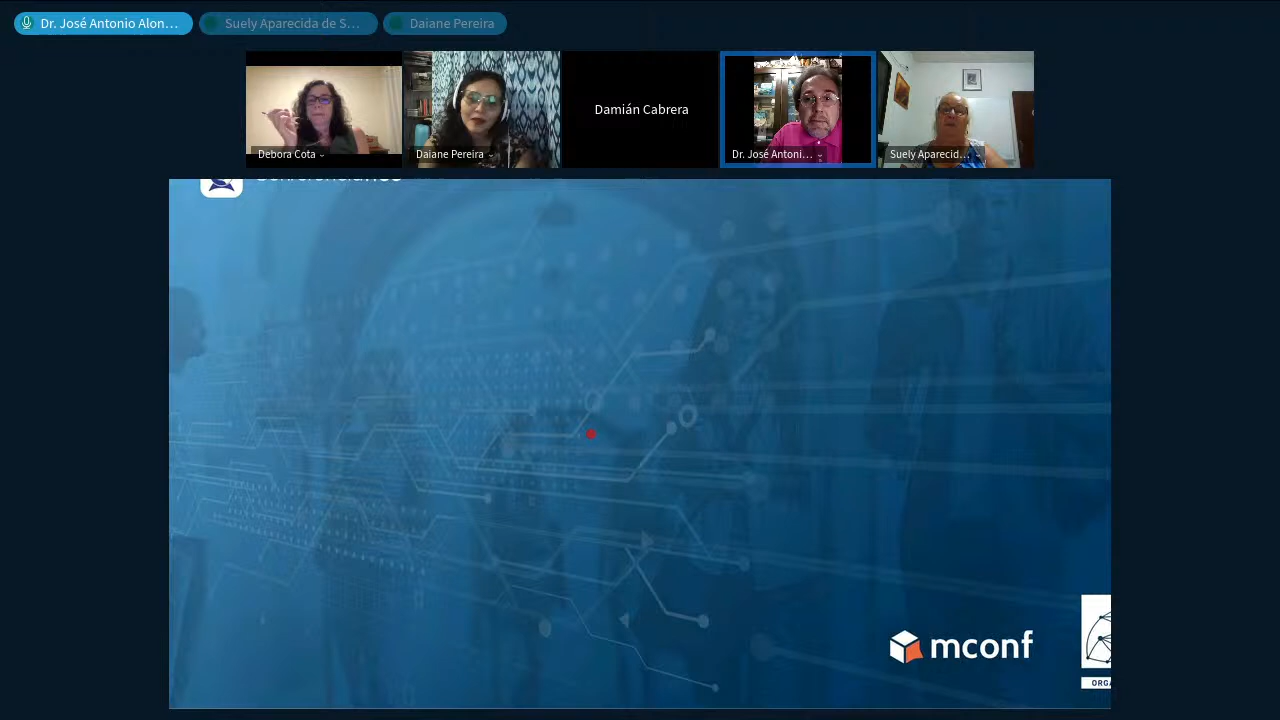 Dr. José Antonio Alon...
Suely Aparecida de S...
Daiane Pereira
Debora Cota
Daiane Pereira
Damián Cabrera
Dr. José Antoni...
Suely Aparecid...
mconf
ORGA